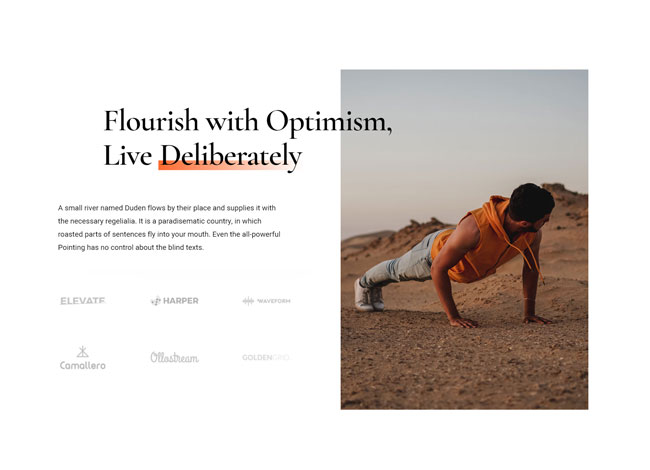 Flourish with Optimism,
Live Deliberately
A small river named Duden flows by their place and supplies it with
the necessary regelialia. It is a paradisematic country, in which
roasted parts of sentences fly into your mouth. Even the all-powerful
Pointing has no control about the blind texts.
ELEVATE
HARPER
WAVEFORM
Camallero
Ollostream
GOLDENGRID